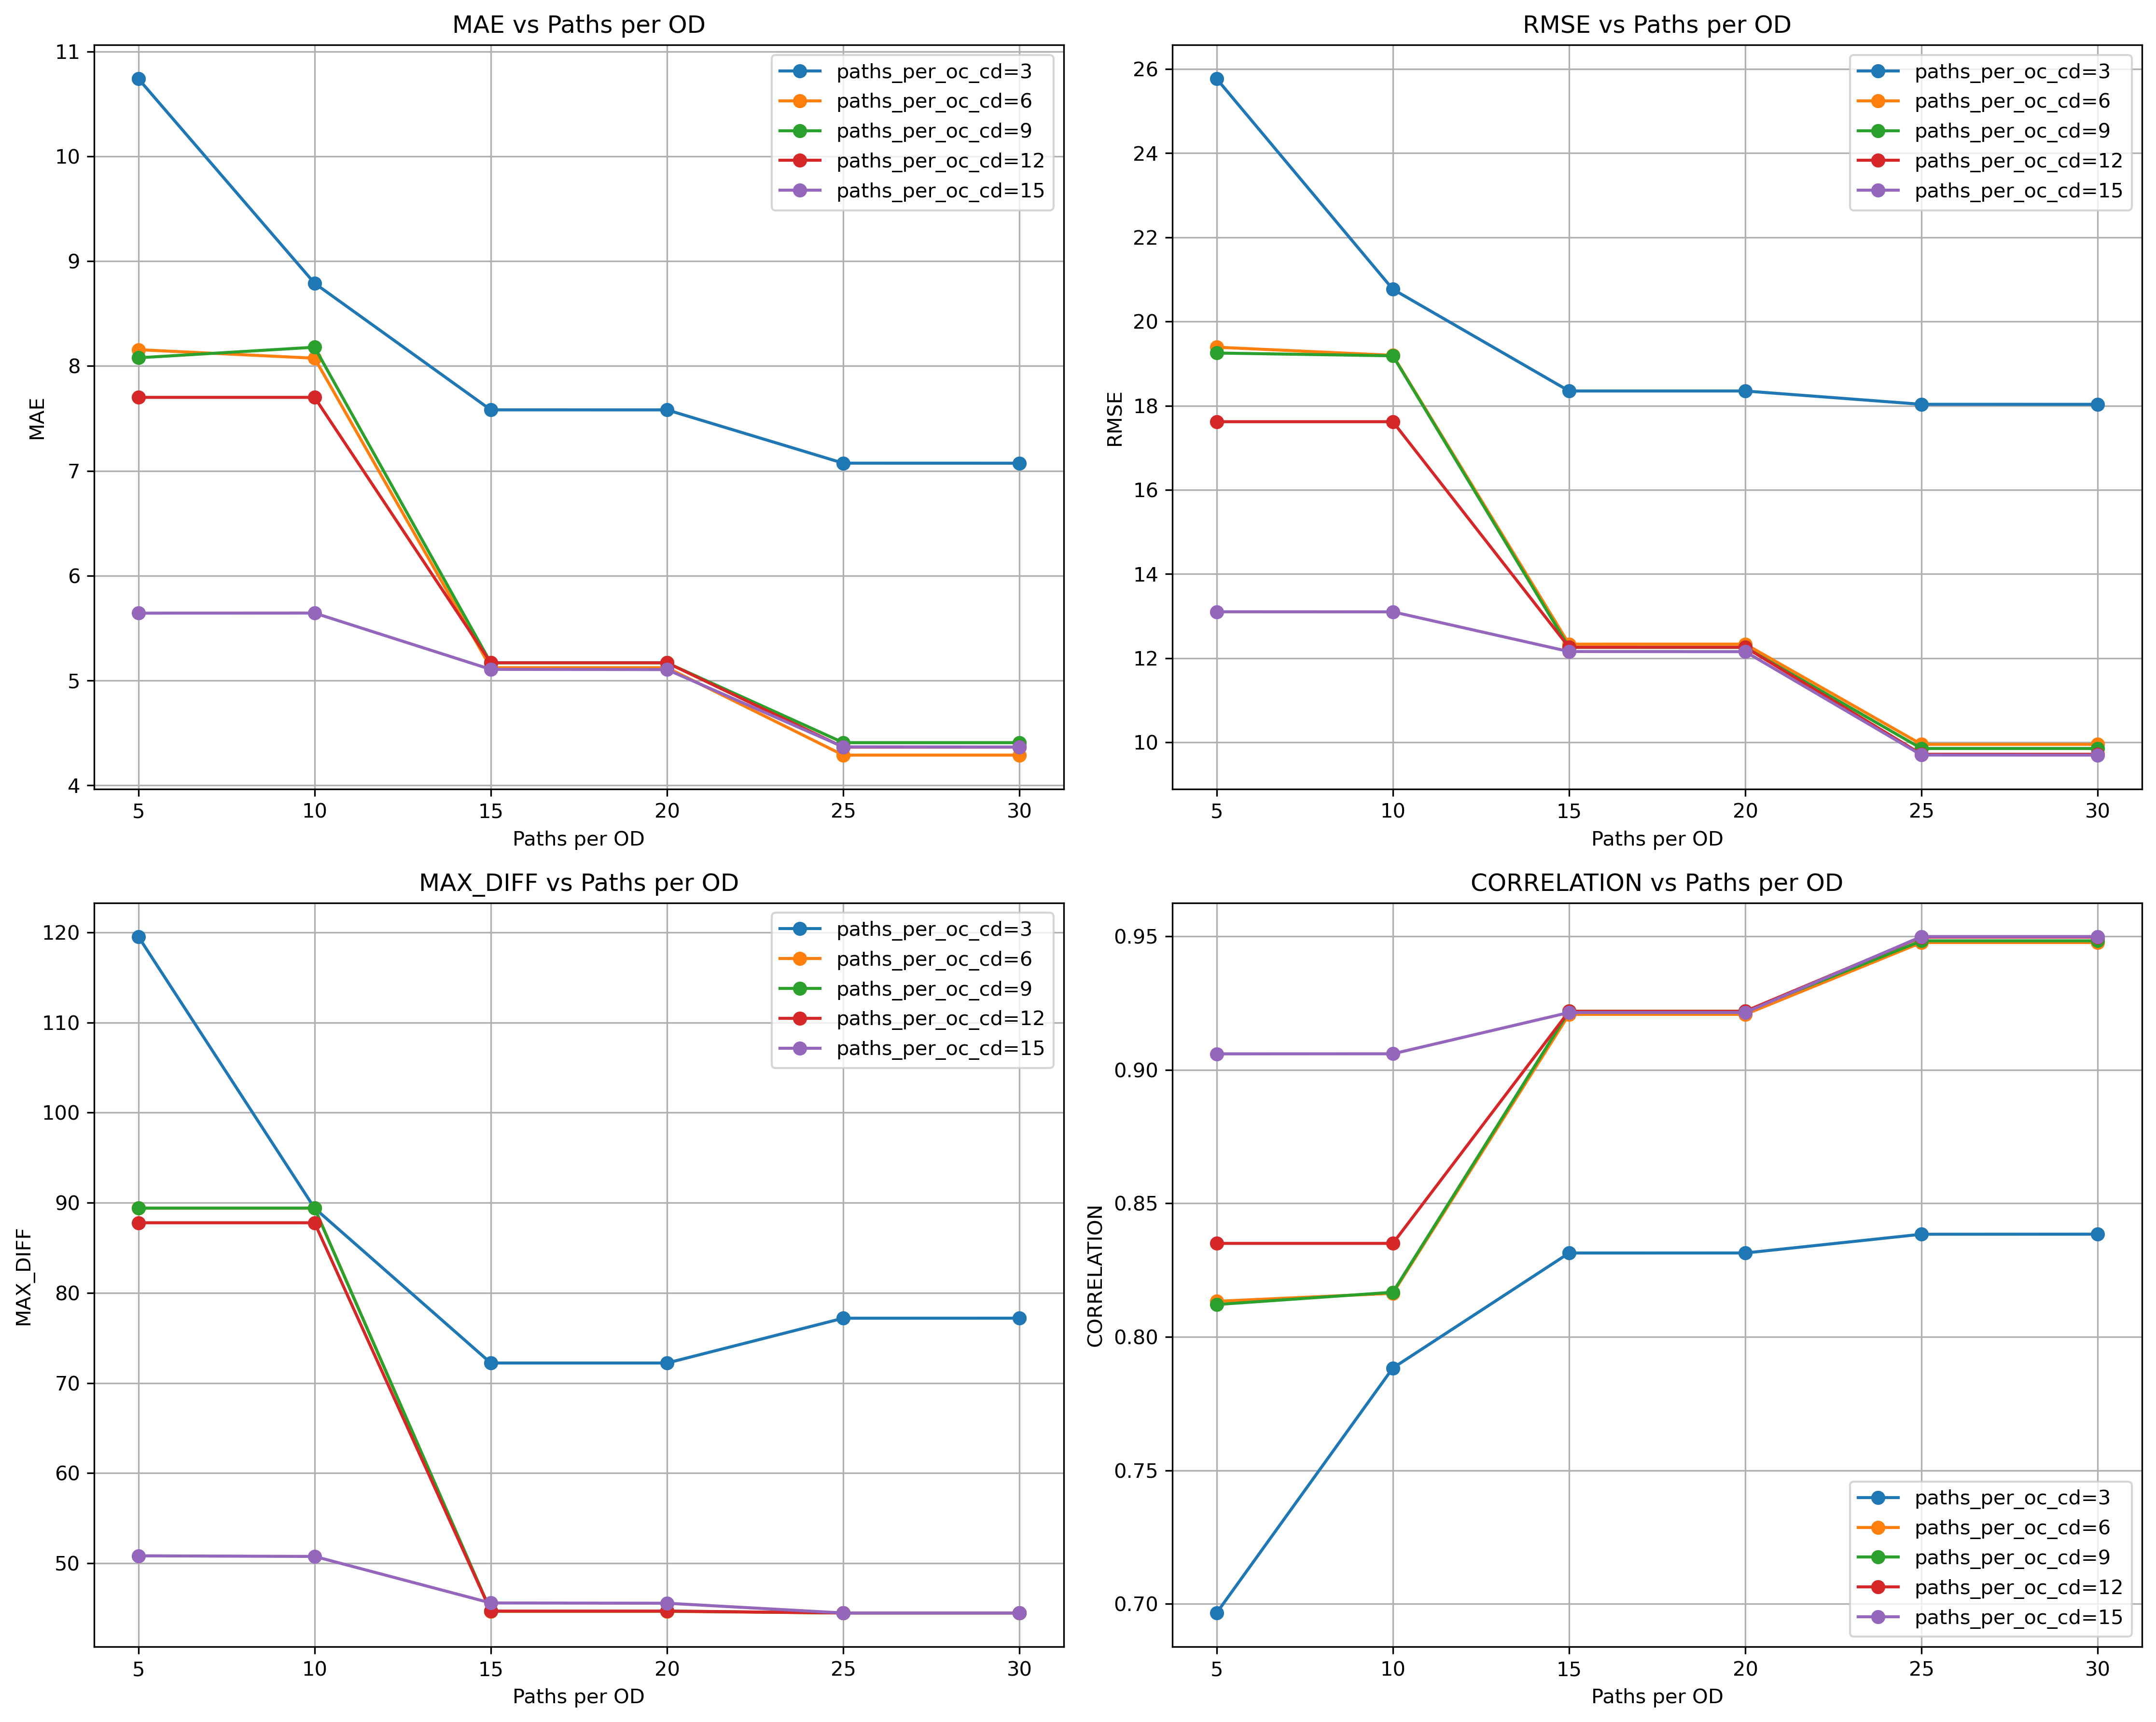 MAE vs Paths per OD
11
10
9
8
7
6
5
4
MAE
paths_per_oc_cd=3
paths_per_oc_cd=6
paths_per_oc_cd=9
paths_per_oc_cd=12
paths_per_oc_cd=15
5 10 15 20 25 30
Paths per OD
RMSE vs Paths per OD
26
24
22
20
18
16
14
12
10
RMSE
paths_per_oc_cd=3
paths_per_oc_cd=6
paths_per_oc_cd=9
paths_per_oc_cd=12
paths_per_oc_cd=15
5 10 15 20 25 30
Paths per OD
MAX_DIFF vs Paths per OD
120
110
100
90
80
70
60
50
MAX_DIFF
paths_per_oc_cd=3
paths_per_oc_cd=6
paths_per_oc_cd=9
paths_per_oc_cd=12
paths_per_oc_cd=15
5 10 15 20 25 30
Paths per OD
CORRELATION vs Paths per OD
0.95
0.90
0.85
0.80
0.75
0.70
CORRELATION
paths_per_oc_cd=3
paths_per_oc_cd=6
paths_per_oc_cd=9
paths_per_oc_cd=12
paths_per_oc_cd=15
5 10 15 20 25 30
Paths per OD